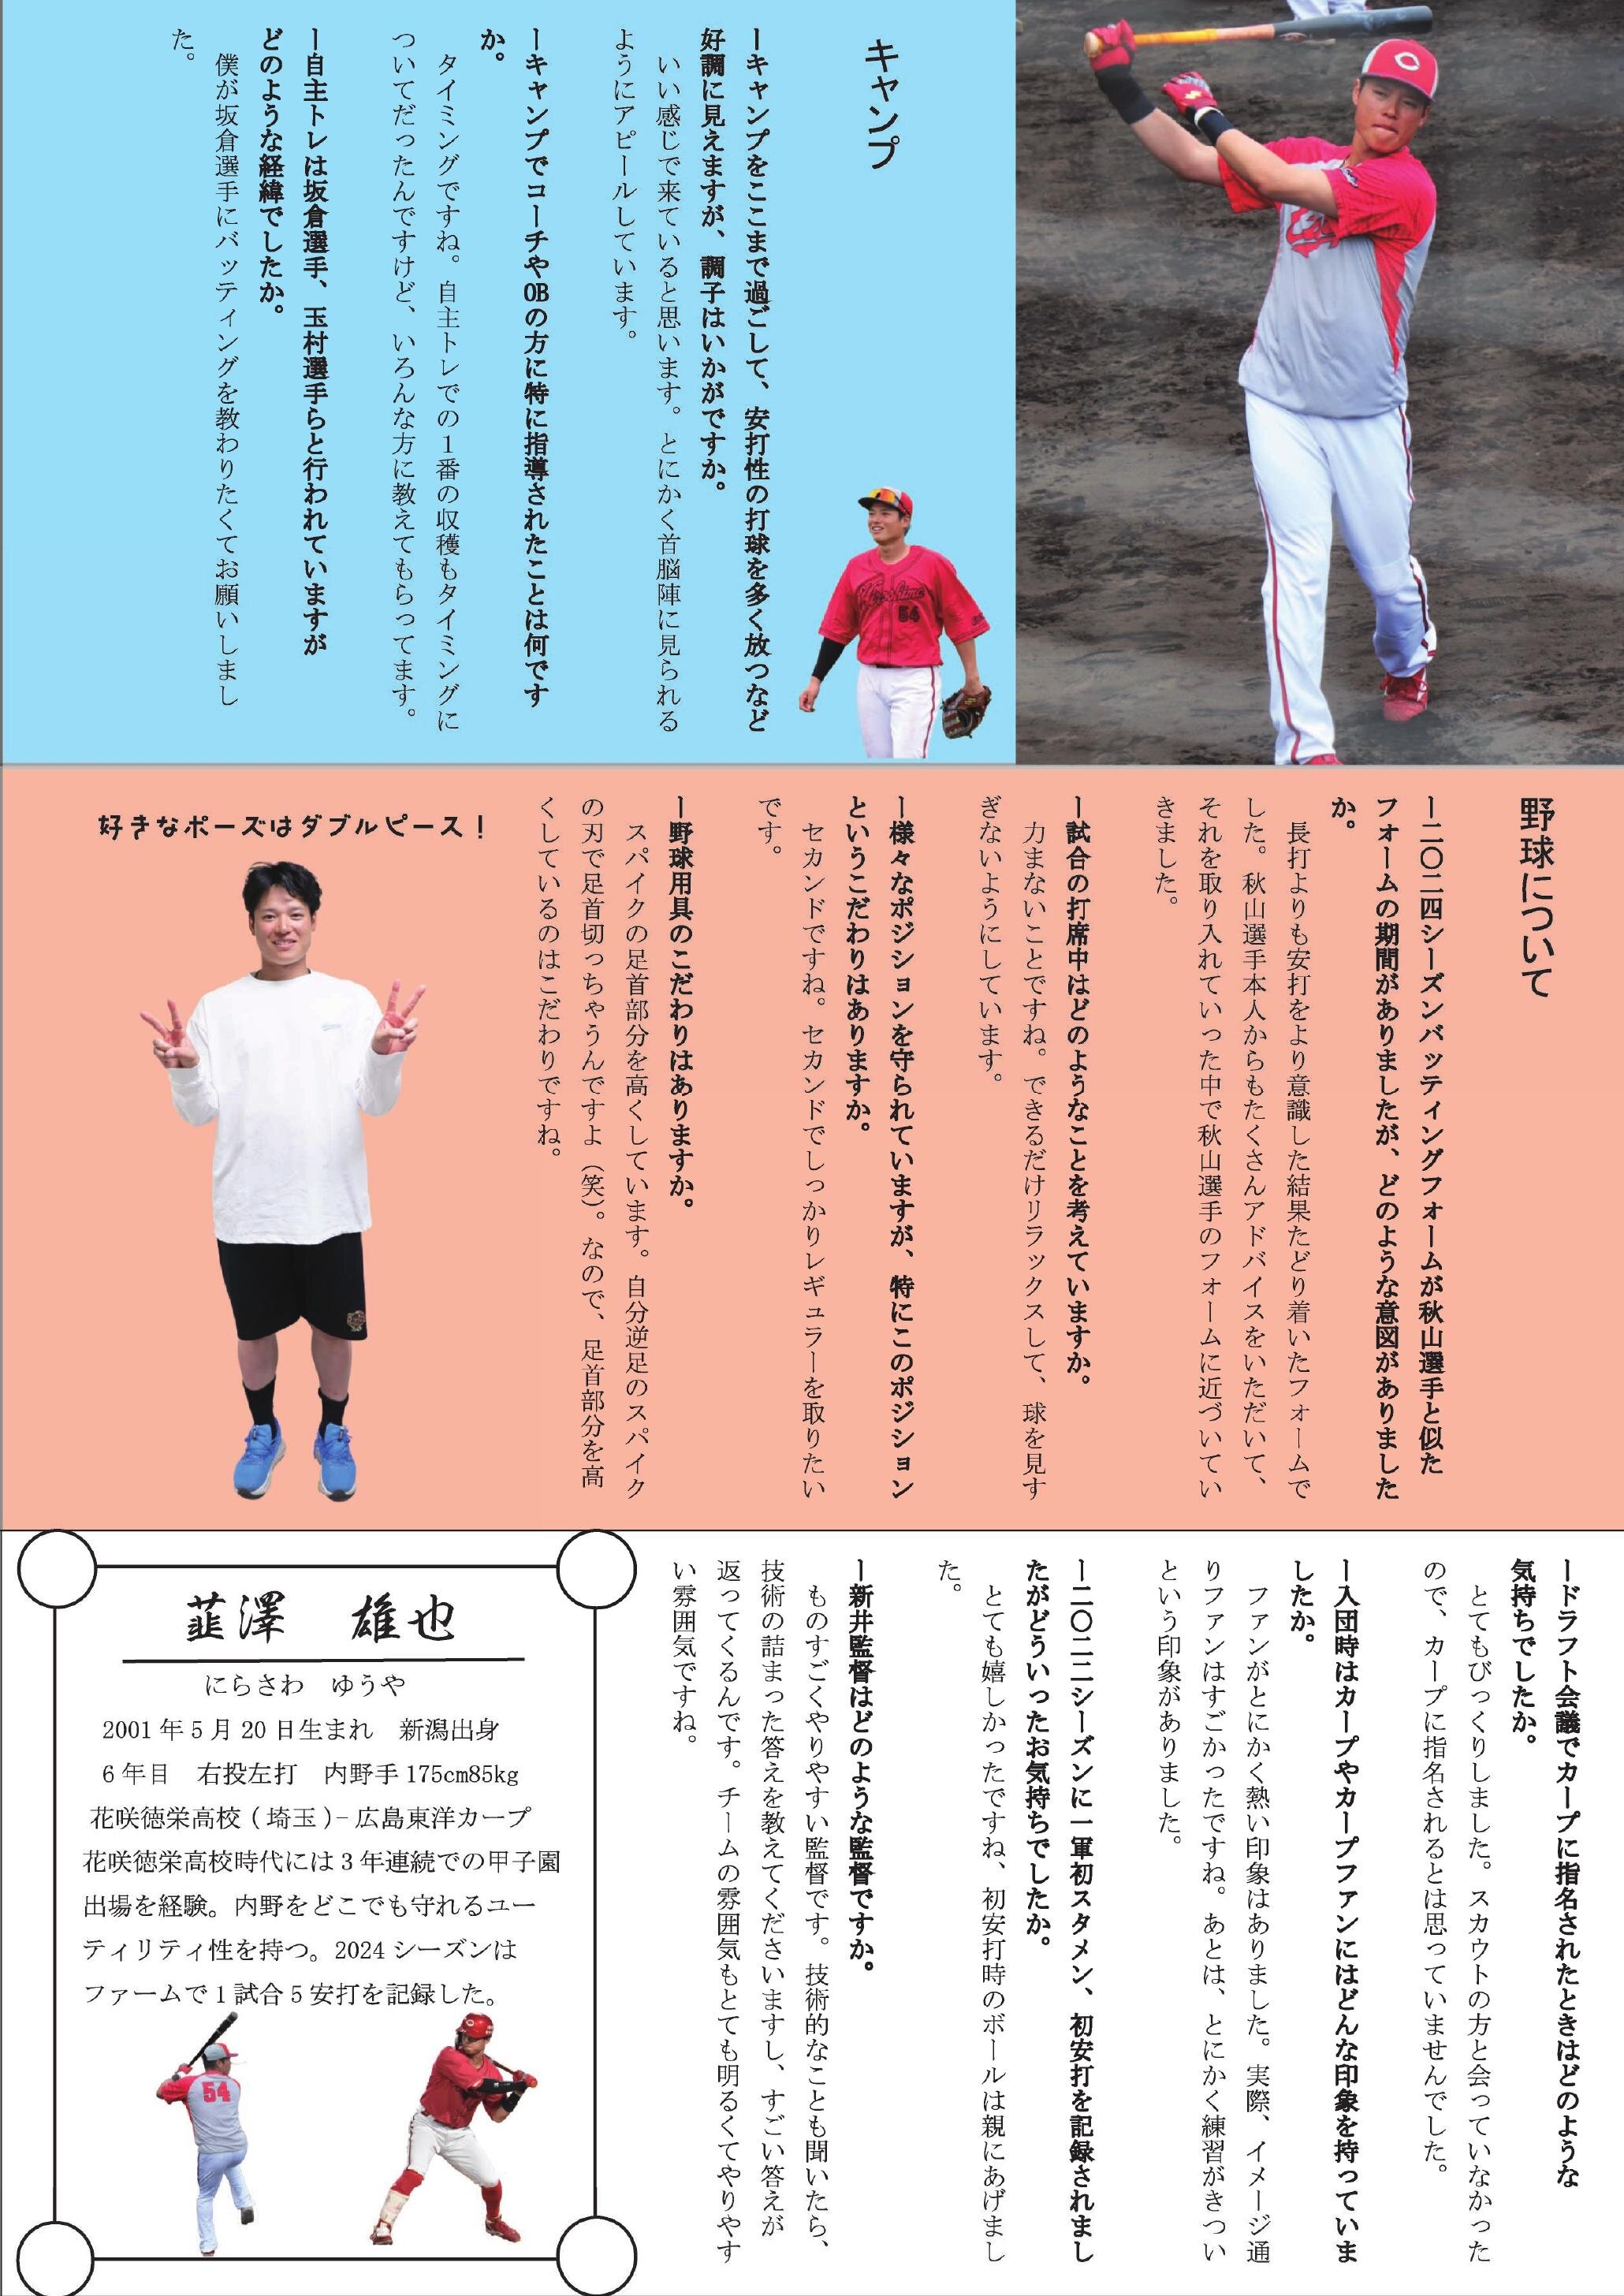 キャンプ
ーキャンプをここまで過ごして、安打性の打球を多く放つなど
好調に見えますが、調子はいかがですか。
いい感じで来ていると思います。とにかく首脳陣に見られる
ようにアピールしています。
ーキャンプでコーチやOBの方に特に指導されたことは何です
か。
タイミングですね。自主トレでの１番の収穫もタイミングに
ついてだったんですけど、いろんな方に教えてもらってます。
ー自主トレは坂倉選手、玉村選手らと行われていますが
どのような経緯でしたか。
僕が坂倉選手にバッティングを教わりたくてお願いしまし
た。
Hiroshima
54
野球について
ー二〇二四シーズンバッティングフォームが秋山選手と似た
フォームの期間がありましたが、どのような意図がありました
か。
長打よりも安打をより意識した結果たどり着いたフォームで
した。秋山選手本人からもたくさんアドバイスをいただいて、
それを取り入れていった中で秋山選手のフォームに近づいてい
きました。
ー試合の打席中はどのようなことを考えていますか。
力まないことですね。できるだけリラックスして、球を見す
ぎないようにしています。
ー様々なポジションを守られていますが、特にこのポジション
というこだわりはありますか。
セカンドですね。セカンドでしっかりレギュラーを取りたい
です。
ー野球用具のこだわりはありますか。
スパイクの足首部分を高くしています。自分逆足のスパイク
の刃で足首切っちゃうんですよ（笑）。なので、足首部分を高
くしているのはこだわりですね。
好きなポーズはダブルピース！
ードラフト会議でカープに指名されたときはどのような
気持ちでしたか。
とてもびっくりしました。スカウトの方と会っていなかった
ので、カープに指名されるとは思っていませんでした。
ー入団時はカープやカープファンにはどんな印象を持っていま
したか。
ファンがとにかく熱い印象はありました。実際、イメージ通
りファンはすごかったですね。あとは、とにかく練習がきつい
という印象がありました。
ー二〇二二シーズンに一軍初スタメン、初安打を記録されまし
たがどういったお気持ちでしたか。
とても嬉しかったですね、初安打時のボールは親にあげまし
た。
ー新井監督はどのような監督ですか。
ものすごくやりやすい監督です。技術的なことも聞いたら、
技術の詰まった答えを教えてくださいますし、すごい答えが
返ってくるんです。チームの雰囲気もとても明るくてやりやす
い雰囲気ですね。
韮澤　雄也
にらさわ　ゆうや
2001年5月20日生まれ　新潟出身
6年目　右投左打　内野手175cm85kg
花咲徳栄高校(埼玉)-広島東洋カープ
花咲徳栄高校時代には3年連続での甲子園
出場を経験。内野をどこでも守れるユー
ティリティ性を持つ。2024シーズンは
ファームで1試合5安打を記録した。
54